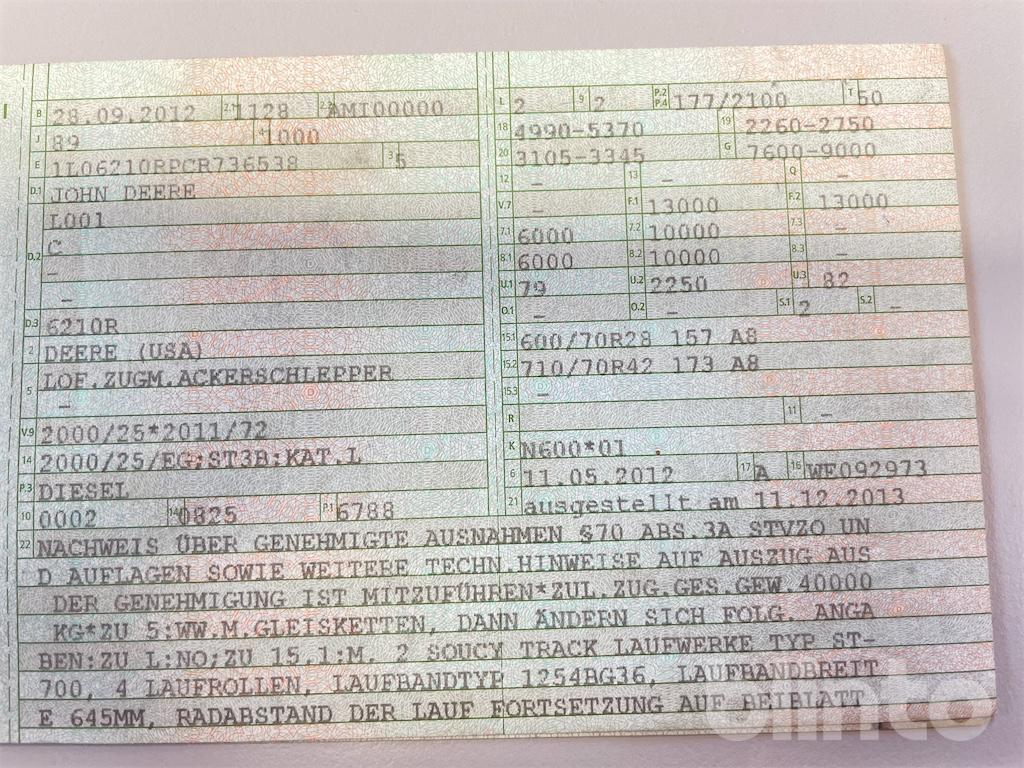 B 28.09.2012 2.1 1128 2.2 AMI00000
J 89 4 1000
E 1L06210RPCR736538 3 5
D.1 JOHN DEERE
L001
D.2 C
–
–
D.3 6210R
2 DEERE (USA)
5 LOF.ZUGM.ACKERSCHLEPPER
–
V.9 2000/25*2011/72
14 2000/25/EG;ST3B:KAT.L
P.3 DIESEL
10 0002 14.1 0825 P.1 6788
L 2 9 2 P.2 P.4 177/2100 T 50
18 4990-5370 19 2260-2750
20 3105-3345 G 7600-9000
12 – 13 – Q –
V.7 – F.1 13000 F.2 13000
7.1 6000 7.2 10000 7.3 –
8.1 6000 8.2 10000 8.3 –
U.1 79 U.2 2250 U.3 82
O.1 – O.2 – S.1 2 S.2 –
15.1 600/70R28 157 A8
15.2 710/70R42 173 A8
15.3 –
R 11 –
K N600*01
6 11.05.2012 17 A 16 WE092973
21 ausgestellt am 11.12.2013
22 NACHWEIS ÜBER GENEHMIGTE AUSNAHMEN §70 ABS.3A STVZO UN
D AUFLAGEN SOWIE WEITERE TECHN.HINWEISE AUF AUSZUG AUS
DER GENEHMIGUNG IST MITZUFÜHREN*ZUL.ZUG.GES.GEW.40000
KG*ZU 5:WW.M.GLEISKETTEN, DANN ÄNDERN SICH FOLG. ANGA
BEN:ZU L:NO;ZU 15.1:M. 2 SOUCY TRACK LAUFWERKE TYP ST-
700, 4 LAUFROLLEN, LAUFBANDTYP 1254BG36, LAUFBANDBREIT
E 645MM, RADABSTAND DER LAUF FORTSETZUNG AUF BEIBLATT
olinto